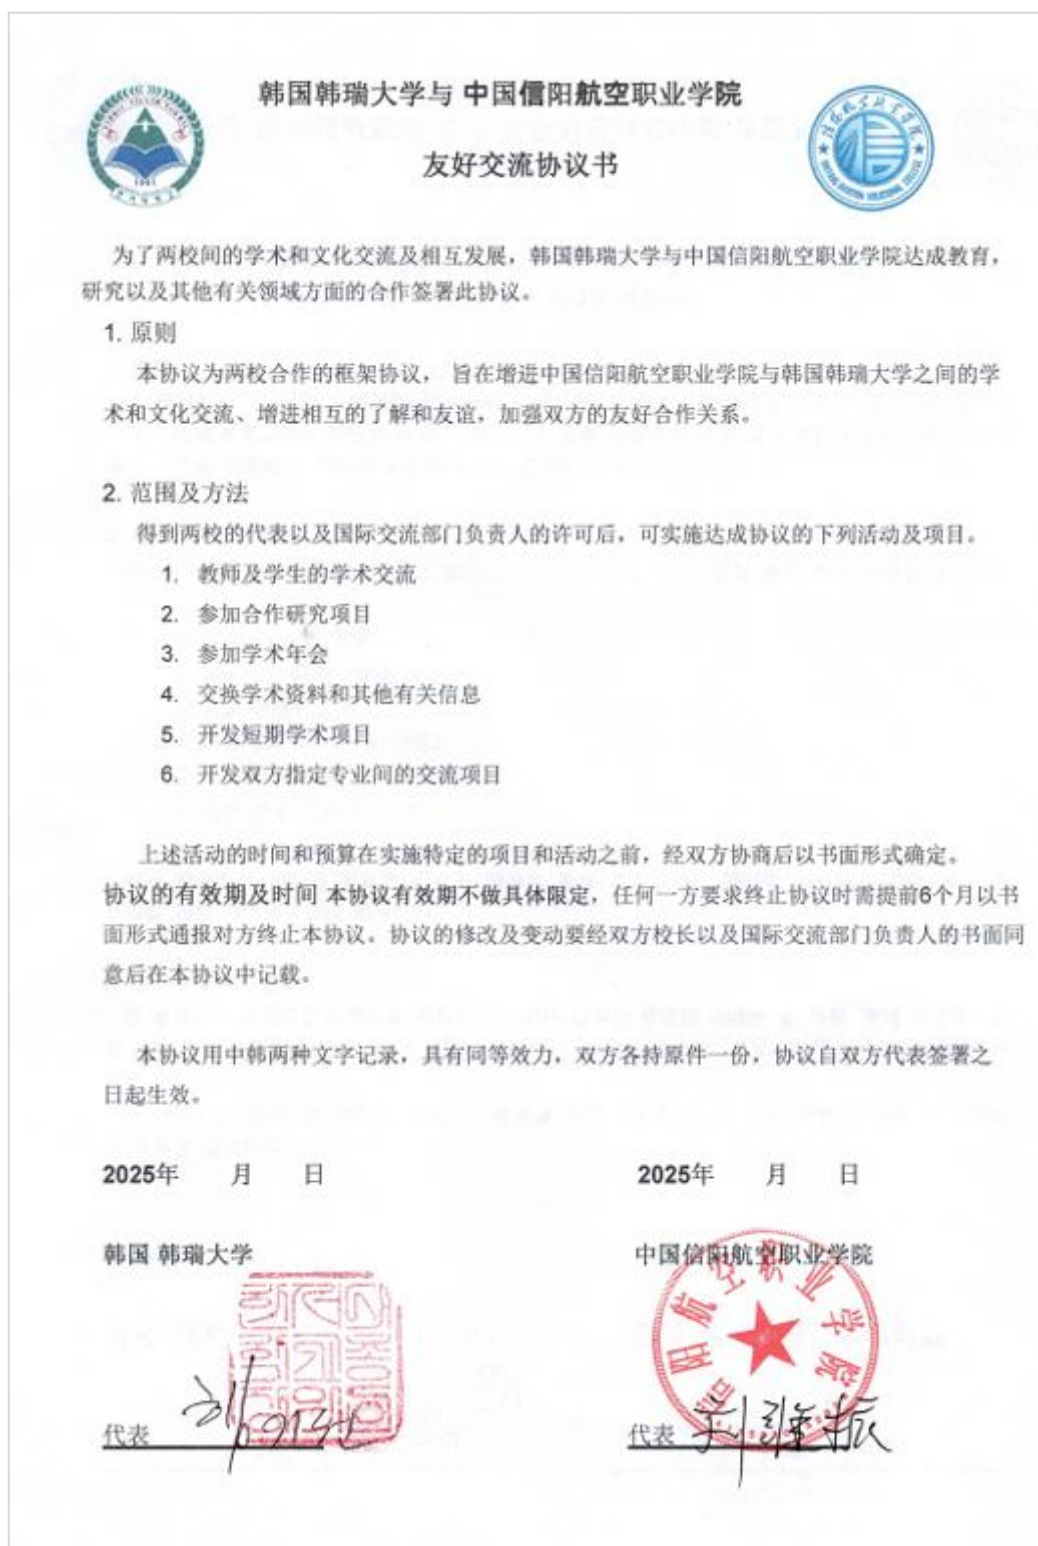 韩国韩瑞大学与 中国信阳航空职业学院
友好交流协议书
1991
为了两校间的学术和文化交流及相互发展，韩国韩瑞大学与中国信阳航空职业学院达成教育，
研究以及其他有关领域方面的合作签署此协议。
1. 原则
本协议为两校合作的框架协议， 旨在增进中国信阳航空职业学院与韩国韩瑞大学之间的学
术和文化交流、增进相互的了解和友谊，加强双方的友好合作关系。
2. 范围及方法
得到两校的代表以及国际交流部门负责人的许可后，可实施达成协议的下列活动及项目。
1. 教师及学生的学术交流
2. 参加合作研究项目
3. 参加学术年会
4. 交换学术资料和其他有关信息
5. 开发短期学术项目
6. 开发双方指定专业间的交流项目
上述活动的时间和预算在实施特定的项目和活动之前，经双方协商后以书面形式确定。
协议的有效期及时间 本协议有效期不做具体限定，任何一方要求终止协议时需提前6个月以书
面形式通报对方终止本协议。协议的修改及变动要经双方校长以及国际交流部门负责人的书面同
意后在本协议中记载。
本协议用中韩两种文字记录，具有同等效力，双方各持原件一份，协议自双方代表签署之
日起生效。
2025年 月 日
2025年 月 日
韩国 韩瑞大学
中国信阳航空职业学院
信阳航空职业学院
代表
代表